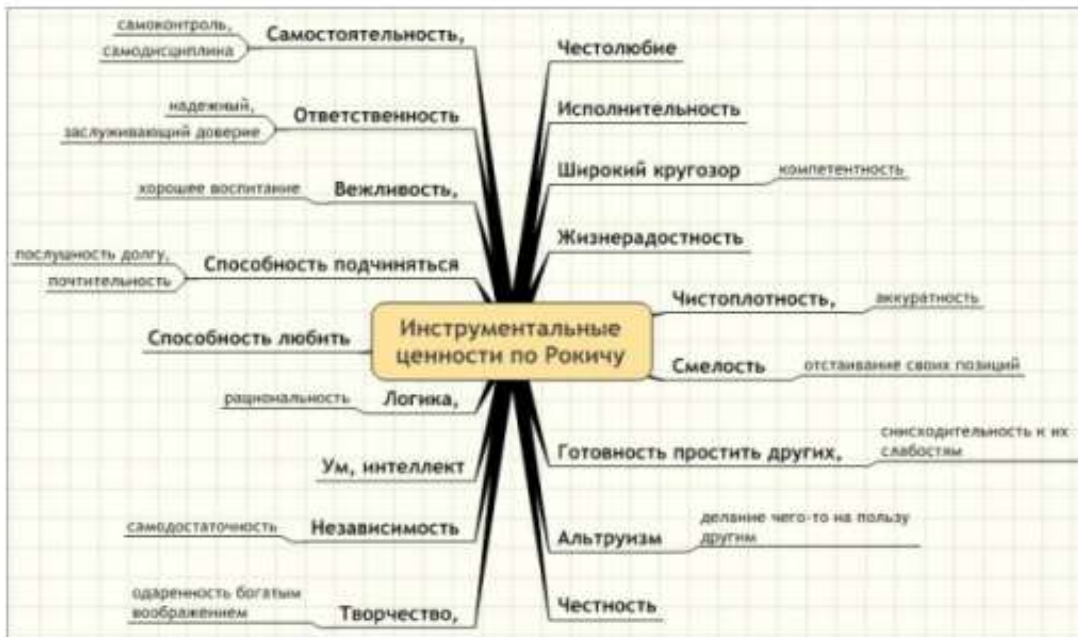 самоконтроль,
самодисциплина
Самостоятельность,
надежный,
заслуживающий доверие
Ответственность
хорошее воспитание
Вежливость,
послушность долгу,
почтительность
Способность подчиняться
Способность любить
рациональность
Логика,
Ум, интеллект
самодостаточность
Независимость
одаренность богатым
воображением
Творчество,
Инструментальные
ценности по Рокичу
Честолюбие
Исполнительность
Широкий кругозор
компетентность
Жизнерадостность
Чистоплотность,
аккуратность
Смелость
отстаивание своих позиций
Готовность простить других,
снисходительность к их
слабостям
Альтруизм
делание чего-то на пользу
другим
Честность